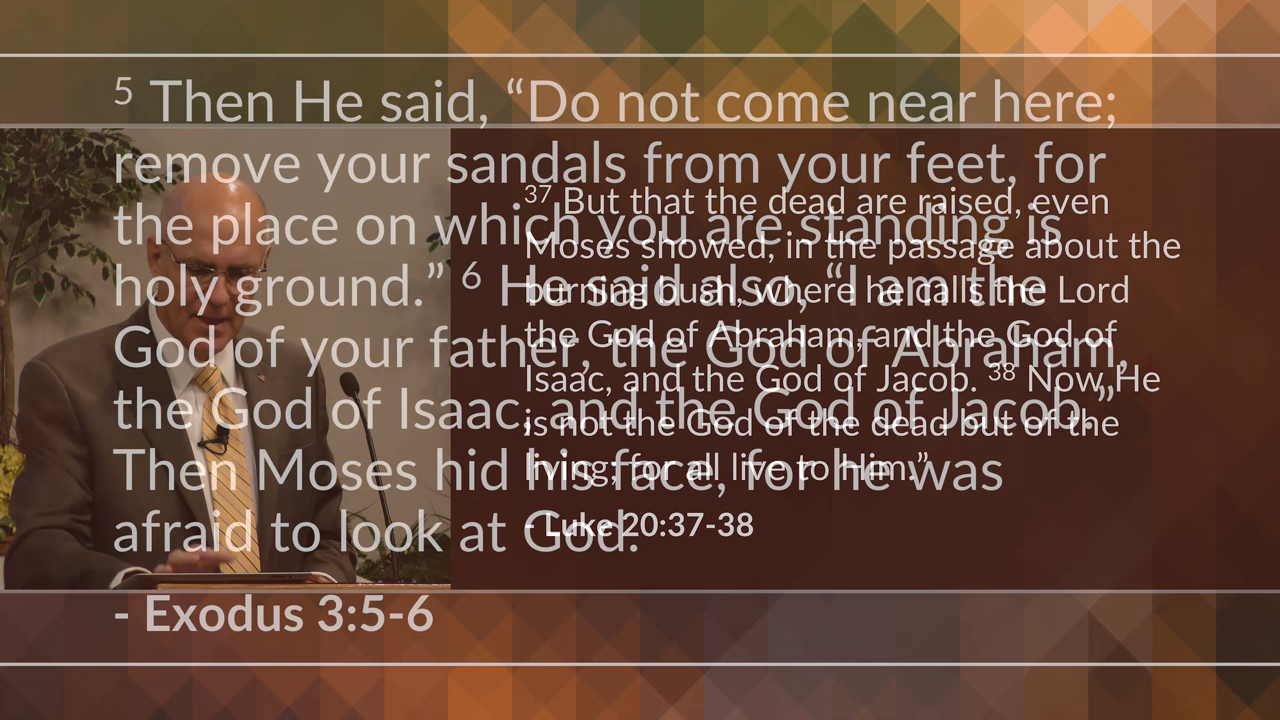 5 Then He said, “Do not come near here;
remove your sandals from your feet, for
the place on which you are standing is
holy ground.” 6 He said also, “I am the
God of your father, the God of Abraham,
the God of Isaac, and the God of Jacob.”
Then Moses hid his face, for he was
afraid to look at God.
- Exodus 3:5-6
37 But that the dead are raised, even
Moses showed, in the passage about the
burning bush, where he calls the Lord
the God of Abraham, and the God of
Isaac, and the God of Jacob. 38 Now He
is not the God of the dead but of the
living; for all live to Him.”
- Luke 20:37-38